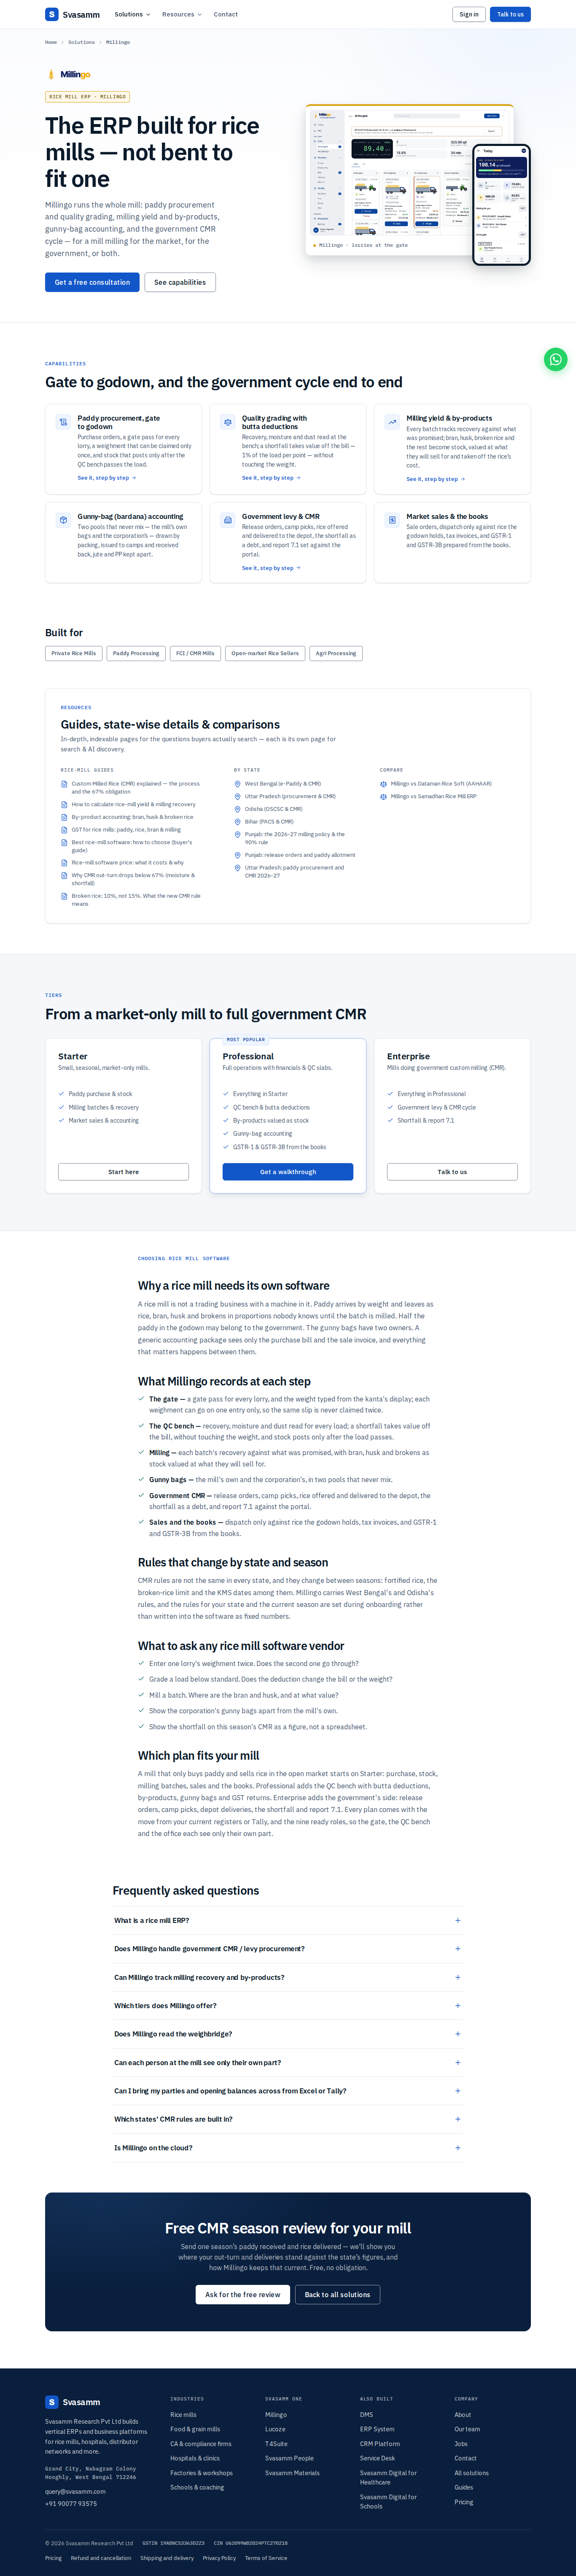 S Svasamm Solutions Resources Contact Sign in Talk to us
Home > Solutions > Millingo
Millingo
RICE MILL ERP · MILLINGO
The ERP built for rice
mills — not bent to
fit one
Millingo runs the whole mill: paddy procurement
and quality grading, milling yield and by-products,
gunny-bag accounting, and the government CMR
cycle — for a mill milling for the market, for the
government, or both.
Get a free consultation See capabilities
Millingo · lorries at the gate
CAPABILITIES
Gate to godown, and the government cycle end to end
Paddy procurement, gate
to godown
Purchase orders, a gate pass for every
lorry, a weighment that can be claimed only
once, and stock that posts only after the
QC bench passes the load.
See it, step by step →
Quality grading with
butta deductions
Recovery, moisture and dust read at the
bench; a shortfall takes value off the bill —
1% of the load per point — without
touching the weight.
See it, step by step →
Milling yield & by-products
Every batch tracks recovery against what
was promised; bran, husk, broken rice and
the rest become stock, valued at what
they will sell for and taken off the rice's
cost.
See it, step by step →
Gunny-bag (bardana) accounting
Two pools that never mix — the mill's own
bags and the corporation's — drawn by
packing, issued to camps and received
back, jute and PP kept apart.
Government levy & CMR
Release orders, camp picks, rice offered
and delivered to the depot, the shortfall as
a debt, and report 7.1 set against the
portal.
See it, step by step →
Market sales & the books
Sale orders, dispatch only against rice the
godown holds, tax invoices, and GSTR-1
and GSTR-3B prepared from the books.
Built for
Private Rice Mills
Paddy Processing
FCI / CMR Mills
Open-market Rice Sellers
Agri Processing
RESOURCES
Guides, state-wise details & comparisons
In-depth, indexable pages for the questions buyers actually search — each is its own page for
search & AI discovery.
RICE-MILL GUIDES
Custom Milled Rice (CMR) explained — the process
and the 67% obligation
How to calculate rice-mill yield & milling recovery
By-product accounting: bran, husk & broken rice
GST for rice mills: paddy, rice, bran & milling
Best rice-mill software: how to choose (buyer's
guide)
Rice-mill software price: what it costs & why
Why CMR out-turn drops below 67% (moisture &
shortfall)
Broken rice: 10%, not 15%. What the new CMR rule
means
BY STATE
West Bengal (e-Paddy & CMR)
Uttar Pradesh (procurement & CMR)
Odisha (OSCSC & CMR)
Bihar (PACS & CMR)
Punjab: the 2026-27 milling policy & the
90% rule
Punjab: release orders and paddy allotment
Uttar Pradesh: paddy procurement and
CMR 2026-27
COMPARE
Millingo vs Dataman Rice Soft (AAHAAR)
Millingo vs Samadhan Rice Mill ERP
TIERS
From a market-only mill to full government CMR
Starter
Small, seasonal, market-only mills.
Paddy purchase & stock
Milling batches & recovery
Market sales & accounting
Start here
MOST POPULAR
Professional
Full operations with financials & QC slabs.
Everything in Starter
QC bench & butta deductions
By-products valued as stock
Gunny-bag accounting
GSTR-1 & GSTR-3B from the books
Get a walkthrough
Enterprise
Mills doing government custom milling (CMR).
Everything in Professional
Government levy & CMR cycle
Shortfall & report 7.1
Talk to us
CHOOSING RICE MILL SOFTWARE
Why a rice mill needs its own software
A rice mill is not a trading business with a machine in it. Paddy arrives by weight and leaves as
rice, bran, husk and brokens in proportions nobody knows until the batch is milled. Half the
paddy in the godown may belong to the government. The gunny bags have two owners. A
generic accounting package sees only the purchase bill and the sale invoice, and everything
that matters happens between them.
What Millingo records at each step
The gate — a gate pass for every lorry, and the weight typed from the kanta's display; each
weighment can go on one entry only, so the same slip is never claimed twice.
The QC bench — recovery, moisture and dust read for every load; a shortfall takes value off
the bill, without touching the weight, and stock posts only after the load passes.
Milling — each batch's recovery against what was promised, with bran, husk and brokens as
stock valued at what they will sell for.
Gunny bags — the mill's own and the corporation's, in two pools that never mix.
Government CMR — release orders, camp picks, rice offered and delivered to the depot, the
shortfall as a debt, and report 7.1 against the portal.
Sales and the books — dispatch only against rice the godown holds, tax invoices, and GSTR-1
and GSTR-3B from the books.
Rules that change by state and season
CMR rules are not the same in every state, and they change between seasons: fortified rice, the
broken-rice limit and the KMS dates among them. Millingo carries West Bengal's and Odisha's
rules, and the rules for your state and the current season are set during onboarding rather
than written into the software as fixed numbers.
What to ask any rice mill software vendor
Enter one lorry's weighment twice. Does the second one go through?
Grade a load below standard. Does the deduction change the bill or the weight?
Mill a batch. Where are the bran and husk, and at what value?
Show the corporation's gunny bags apart from the mill's own.
Show the shortfall on this season's CMR as a figure, not a spreadsheet.
Which plan fits your mill
A mill that only buys paddy and sells rice in the open market starts on Starter: purchase, stock,
milling batches, sales and the books. Professional adds the QC bench with butta deductions,
by-products, gunny bags and GST returns. Enterprise adds the government's side: release
orders, camp picks, depot deliveries, the shortfall and report 7.1. Every plan comes with the
move from your current registers or Tally, and the nine ready roles, so the gate, the QC bench
and the office each see only their own part.
Frequently asked questions
What is a rice mill ERP?
Does Millingo handle government CMR / levy procurement?
Can Millingo track milling recovery and by-products?
Which tiers does Millingo offer?
Does Millingo read the weighbridge?
Can each person at the mill see only their own part?
Can I bring my parties and opening balances across from Excel or Tally?
Which states' CMR rules are built in?
Is Millingo on the cloud?
Free CMR season review for your mill
Send one season's paddy received and rice delivered — we'll show you
where your out-turn and deliveries stand against the state's figures, and
how Millingo keeps that current. Free, no obligation.
Ask for the free review Back to all solutions
S Svasamm
Svasamm Research Pvt Ltd builds
vertical ERPs and business platforms
for rice mills, hospitals, distributor
networks and more.
Grand City, Nabagram Colony
Hooghly, West Bengal 712246
query@svasamm.com
+91 90077 93575
INDUSTRIES
Rice mills
Food & grain mills
CA & compliance firms
Hospitals & clinics
Factories & workshops
Schools & coaching
SVASAMM ONE
Millingo
Lucoze
T4Suite
Svasamm People
Svasamm Materials
ALSO BUILT
DMS
ERP System
CRM Platform
Service Desk
Svasamm Digital for
Healthcare
Svasamm Digital for
Schools
COMPANY
About
Our team
Jobs
Contact
All solutions
Guides
Pricing
© 2026 Svasamm Research Pvt Ltd GSTIN 19ABNCS3363D2Z3 CIN U62099WB2024PTC270218
Pricing Refund and cancellation Shipping and delivery Privacy Policy Terms of Service